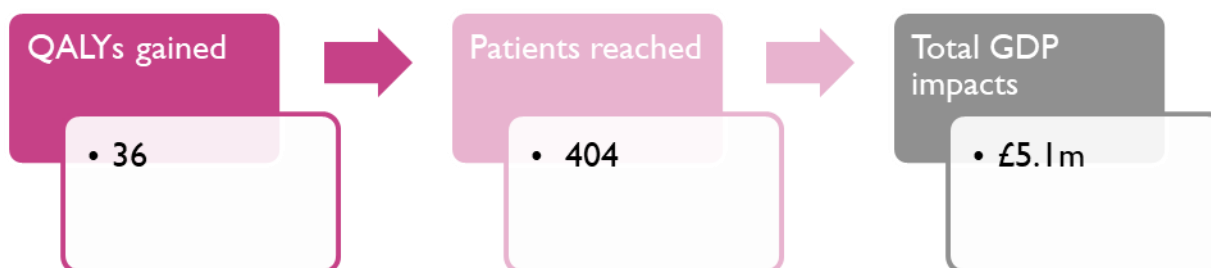 QALYs gained
• 36
Patients reached
• 404
Total GDP
impacts
• £5.1m